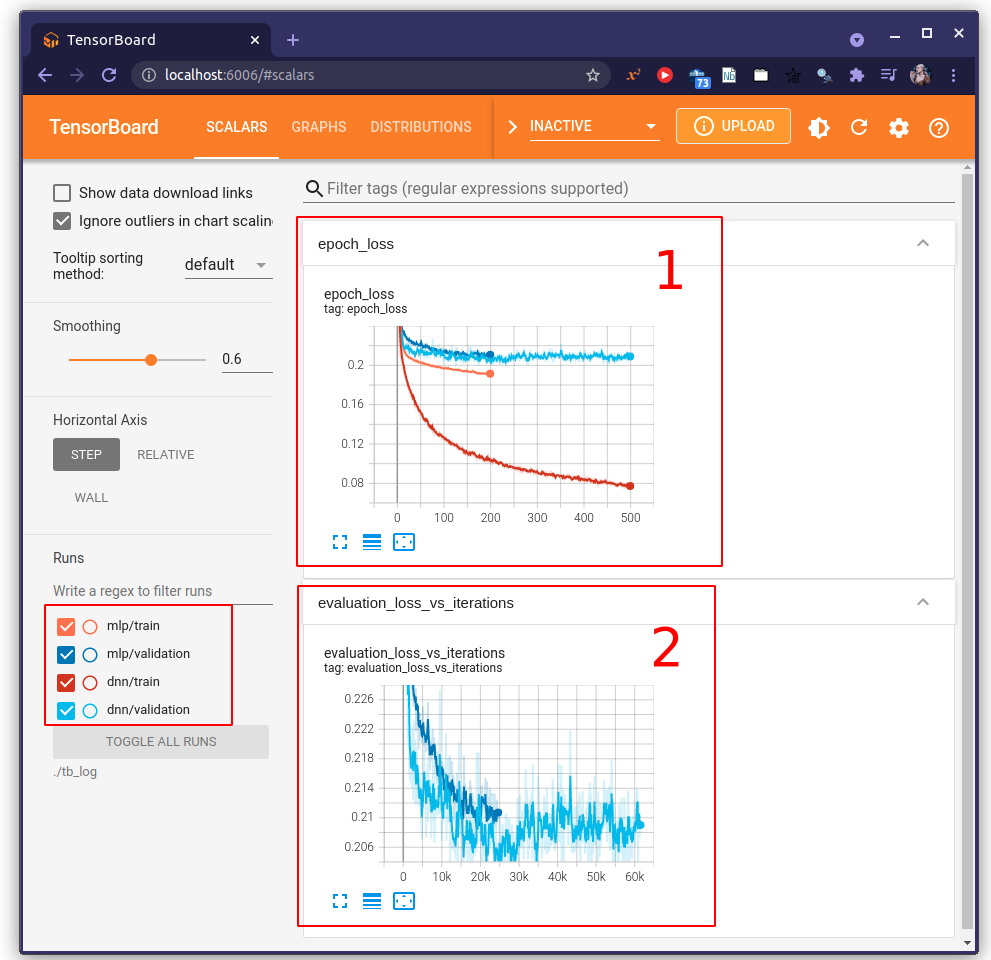 TensorBoard
localhost:6006/#scalars
x²
73
Nb
TensorBoard SCALARS GRAPHS DISTRIBUTIONS INACTIVE UPLOAD
Show data download links
Ignore outliers in chart scalin
Tooltip sorting method: default
Smoothing
0.6
Horizontal Axis
STEP RELATIVE
WALL
Runs
Write a regex to filter runs
mlp/train
mlp/validation
dnn/train
dnn/validation
TOGGLE ALL RUNS
./tb_log
Filter tags (regular expressions supported)
epoch_loss
1
epoch_loss
tag: epoch_loss
0.2
0.16
0.12
0.08
0 100 200 300 400 500
evaluation_loss_vs_iterations
2
evaluation_loss_vs_iterations
tag: evaluation_loss_vs_iterations
0.226
0.222
0.218
0.214
0.21
0.206
0 10k 20k 30k 40k 50k 60k